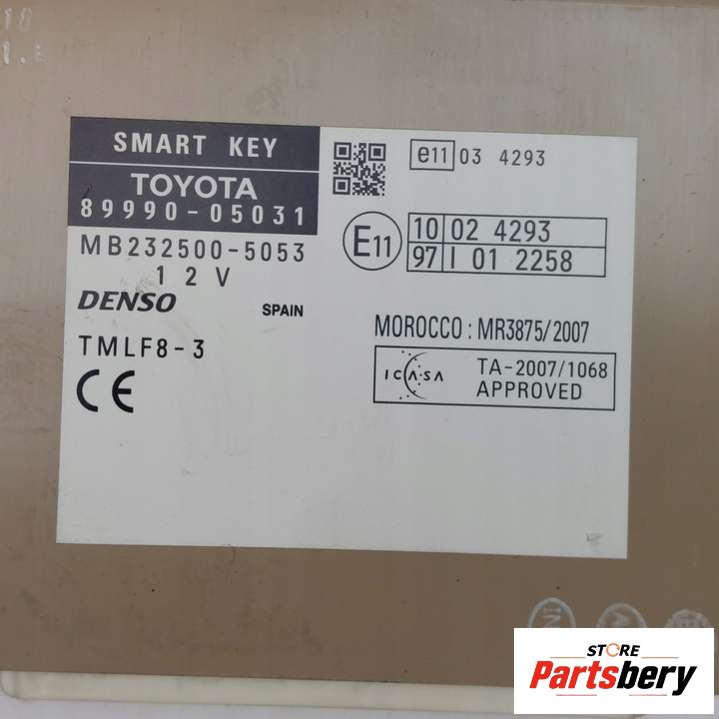 SMART KEY
TOYOTA
89990-05031
MB232500-5053
12V
DENSO SPAIN
TMLF8-3
CE
e11 03 4293
E11
10 02 4293
97 I 01 2258
MOROCCO : MR3875/2007
ICASA TA-2007/1068
APPROVED
STORE
Partsbery